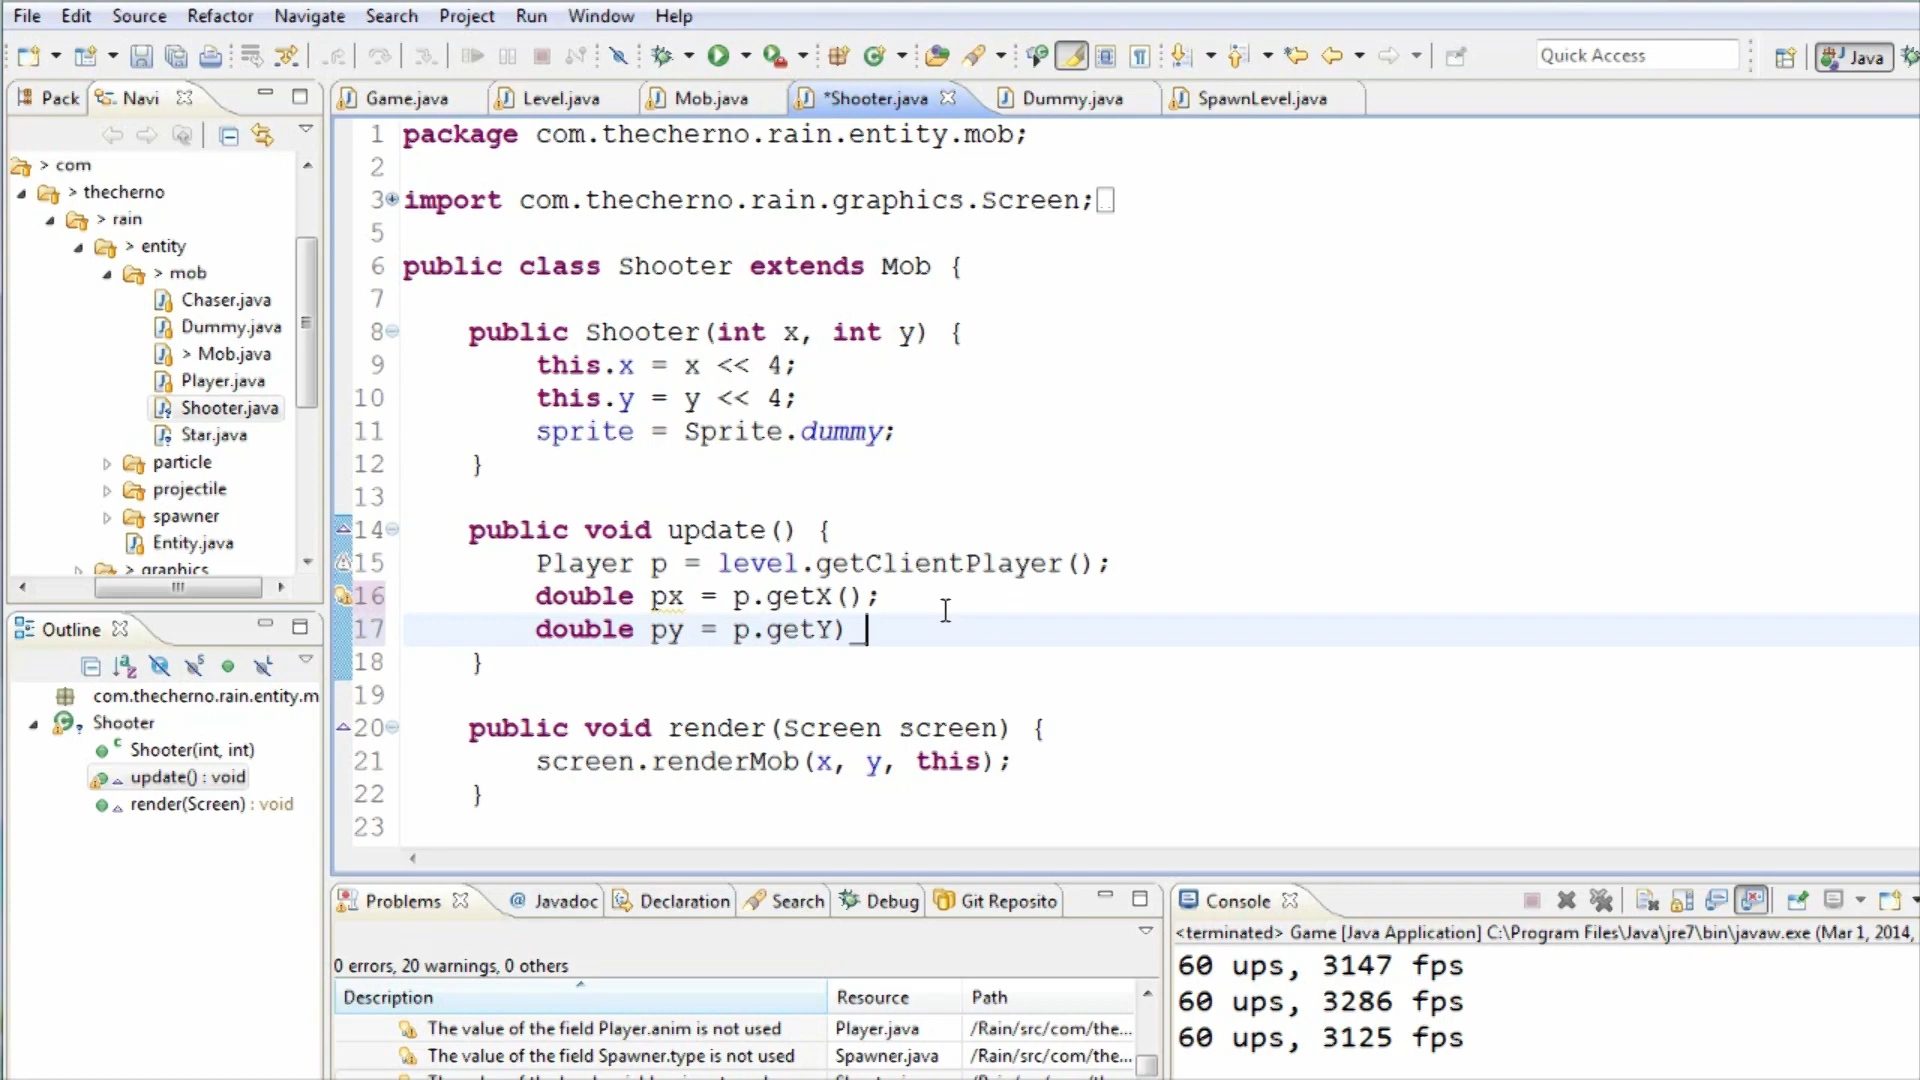 File Edit Source Refactor Navigate Search Project Run Window Help
Quick Access
Java
Pack Navi
Game.java Level.java Mob.java *Shooter.java Dummy.java SpawnLevel.java
> com
> thecherno
> rain
> entity
> mob
Chaser.java
Dummy.java
> Mob.java
Player.java
Shooter.java
Star.java
particle
projectile
spawner
Entity.java
> graphics
1 package com.thecherno.rain.entity.mob;
2
3 import com.thecherno.rain.graphics.Screen;
5
6 public class Shooter extends Mob {
7
8 public Shooter(int x, int y) {
9 this.x = x << 4;
10 this.y = y << 4;
11 sprite = Sprite.dummy;
12 }
13
14 public void update() {
15 Player p = level.getClientPlayer();
16 double px = p.getX();
17 double py = p.getY)_
18 }
19
20 public void render(Screen screen) {
21 screen.renderMob(x, y, this);
22 }
23
Outline
com.thecherno.rain.entity.m
Shooter
Shooter(int, int)
update() : void
render(Screen) : void
Problems @ Javadoc Declaration Search Debug Git Reposito
0 errors, 20 warnings, 0 others
Description Resource Path
The value of the field Player.anim is not used Player.java /Rain/src/com/the...
The value of the field Spawner.type is not used Spawner.java /Rain/src/com/the...
Console
<terminated> Game [Java Application] C:\Program Files\Java\jre7\bin\javaw.exe (Mar 1, 2014,
60 ups, 3147 fps
60 ups, 3286 fps
60 ups, 3125 fps